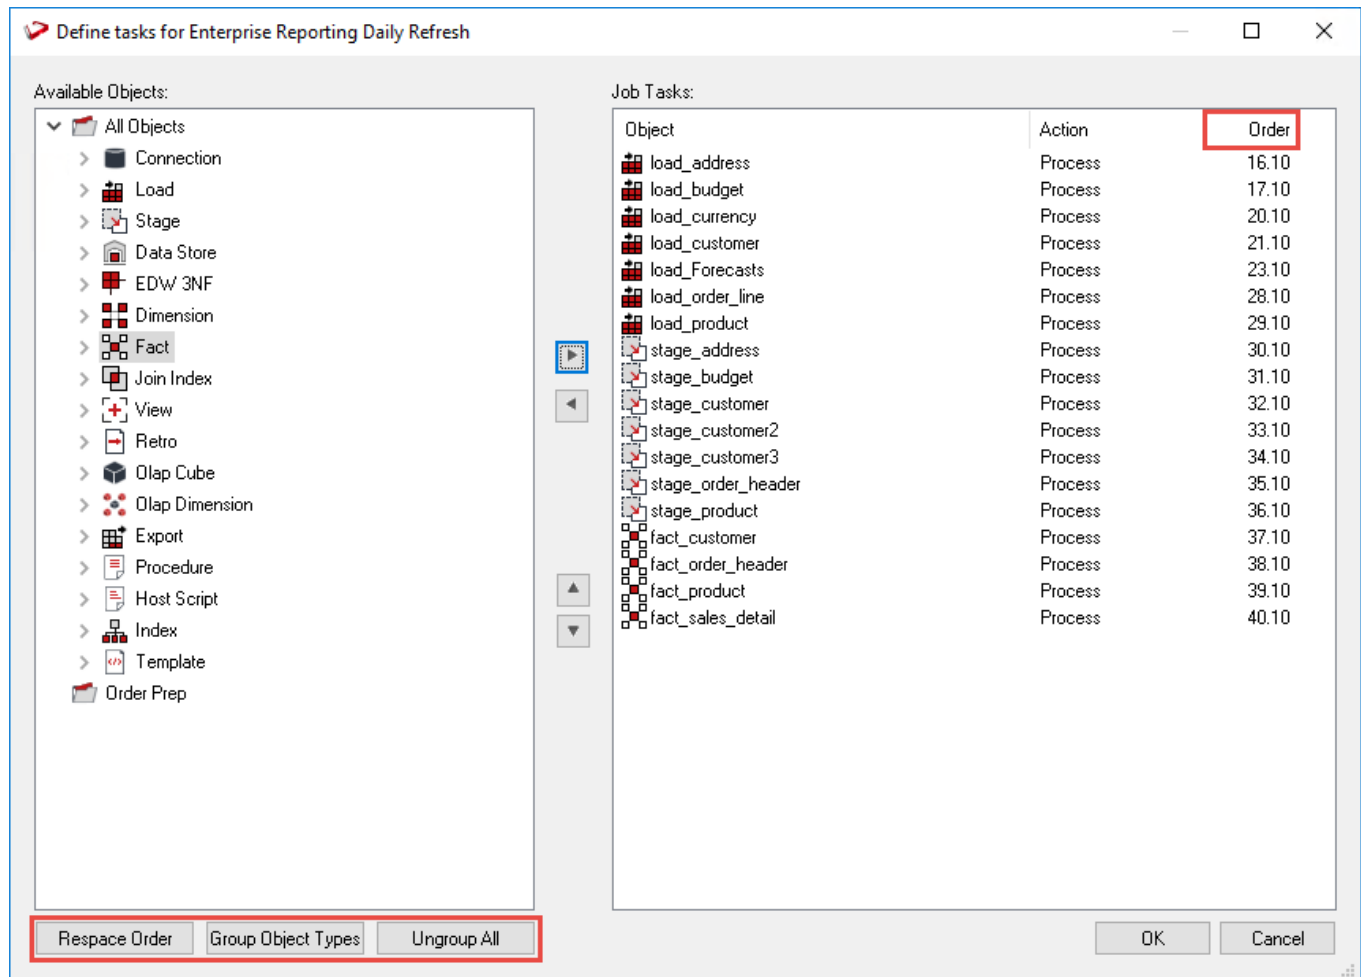 Define tasks for Enterprise Reporting Daily Refresh
Available Objects:
All Objects
Connection
Load
Stage
Data Store
EDW 3NF
Dimension
Fact
Join Index
View
Retro
Olap Cube
Olap Dimension
Export
Procedure
Host Script
Index
Template
Order Prep
Job Tasks:
Object Action Order
load_address Process 16.10
load_budget Process 17.10
load_currency Process 20.10
load_customer Process 21.10
load_Forecasts Process 23.10
load_order_line Process 28.10
load_product Process 29.10
stage_address Process 30.10
stage_budget Process 31.10
stage_customer Process 32.10
stage_customer2 Process 33.10
stage_customer3 Process 34.10
stage_order_header Process 35.10
stage_product Process 36.10
fact_customer Process 37.10
fact_order_header Process 38.10
fact_product Process 39.10
fact_sales_detail Process 40.10
Respace Order Group Object Types Ungroup All OK Cancel